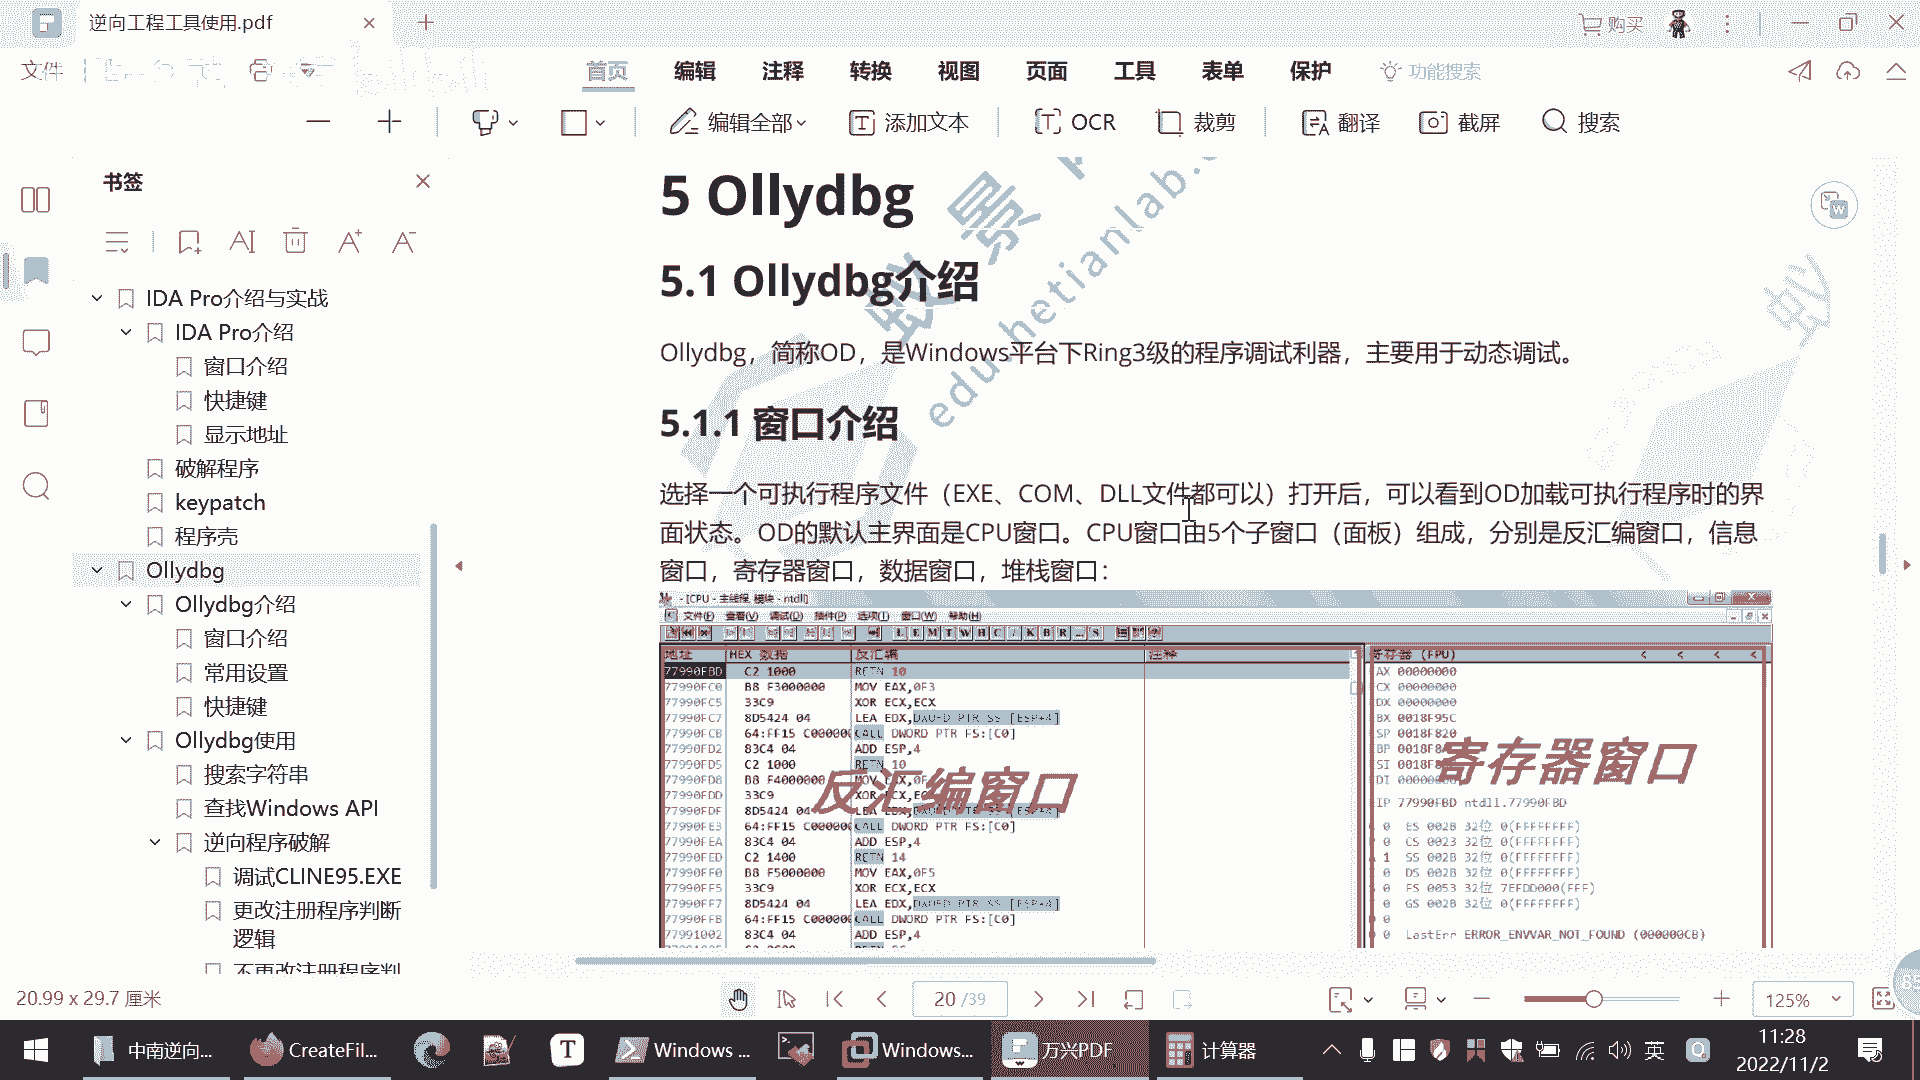 逆向工程工具使用.pdf
购买
文件
首页 编辑 注释 转换 视图 页面 工具 表单 保护 功能搜索
编辑全部 添加文本 OCR 裁剪 翻译 截屏 搜索
书签
IDA Pro介绍与实战
IDA Pro介绍
窗口介绍
快捷键
显示地址
破解程序
keypatch
程序壳
Ollydbg
Ollydbg介绍
窗口介绍
常用设置
快捷键
Ollydbg使用
搜索字符串
查找Windows API
逆向程序破解
调试CLINE95.EXE
更改注册程序判断
逻辑
不更改注册程序判
5 Ollydbg
5.1 Ollydbg介绍
Ollydbg，简称OD，是Windows平台下Ring3级的程序调试利器，主要用于动态调试。
5.1.1 窗口介绍
选择一个可执行程序文件（EXE、COM、DLL文件都可以）打开后，可以看到OD加载可执行程序时的界
面状态。OD的默认主界面是CPU窗口。CPU窗口由5个子窗口（面板）组成，分别是反汇编窗口，信息
窗口，寄存器窗口，数据窗口，堆栈窗口：
蚁景
edu.hetianlab.
- [CPU - 主线程, 模块 - ntdll]
文件(F) 查看(V) 调试(D) 插件(P) 选项(I) 窗口(W) 帮助(H)
L E M T W H C / K B R ... S
地址 HEX 数据 反汇编 注释
77990FBD C2 1000 RETN 10
77990FC0 B8 F3000000 MOV EAX,0F3
77990FC5 33C9 XOR ECX,ECX
77990FC7 8D5424 04 LEA EDX,DWORD PTR SS:[ESP+4]
77990FCB 64:FF15 C000000 CALL DWORD PTR FS:[C0]
77990FD2 83C4 04 ADD ESP,4
77990FD5 C2 1000 RETN 10
77990FD8 B8 F4000000 MOV EAX,0F
77990FDD 33C9 XOR ECX,EC
77990FDF 8D5424 04 LEA EDX,DWORD PTR SS:[ESP+4]
77990FE3 64:FF15 C000000 CALL DWORD PTR FS:[C0]
77990FEA 83C4 04 ADD ESP,4
77990FED C2 1400 RETN 14
77990FF0 B8 F5000000 MOV EAX,0F5
77990FF5 33C9 XOR ECX,ECX
77990FF7 8D5424 04 LEA EDX,DWORD PTR SS:[ESP+4]
77990FFB 64:FF15 C000000 CALL DWORD PTR FS:[C0]
77991002 83C4 04 ADD ESP,4
反汇编窗口
寄存器 (FPU) < < < <
AX 00000000
CX 00000000
DX 00000000
BX 0018F95C
SP 0018F820
BP 0018F8
SI 0018F8
DI 00000000
寄存器窗口
EIP 77990FBD ntdll.77990FBD
0 ES 002B 32位 0(FFFFFFFF)
0 CS 0023 32位 0(FFFFFFFF)
1 SS 002B 32位 0(FFFFFFFF)
0 DS 002B 32位 0(FFFFFFFF)
0 FS 0053 32位 7EFDD000(FFF)
0 GS 002B 32位 0(FFFFFFFF)
0
0 LastErr ERROR_ENVVAR_NOT_FOUND (000000CB)
20.99 x 29.7 厘米
20 /39
125%
中南逆向...
CreateFil...
Windows ...
Windows...
万兴PDF
计算器
英
11:28
2022/11/2